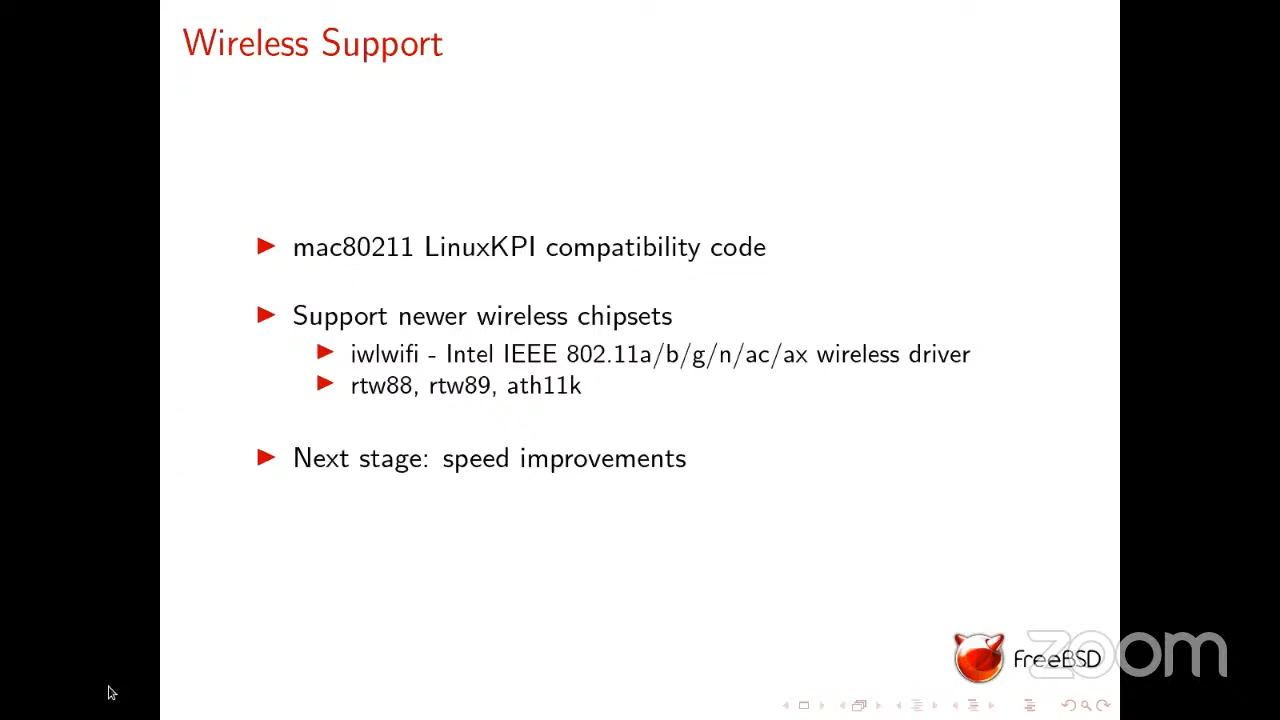 Wireless Support
mac80211 LinuxKPI compatibility code
Support newer wireless chipsets
iwlwifi - Intel IEEE 802.11a/b/g/n/ac/ax wireless driver
rtw88, rtw89, ath11k
Next stage: speed improvements
FreeBSD
zoom